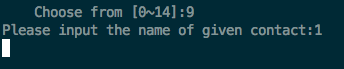 Choose from [0~14]:9
Please input the name of given contact:1